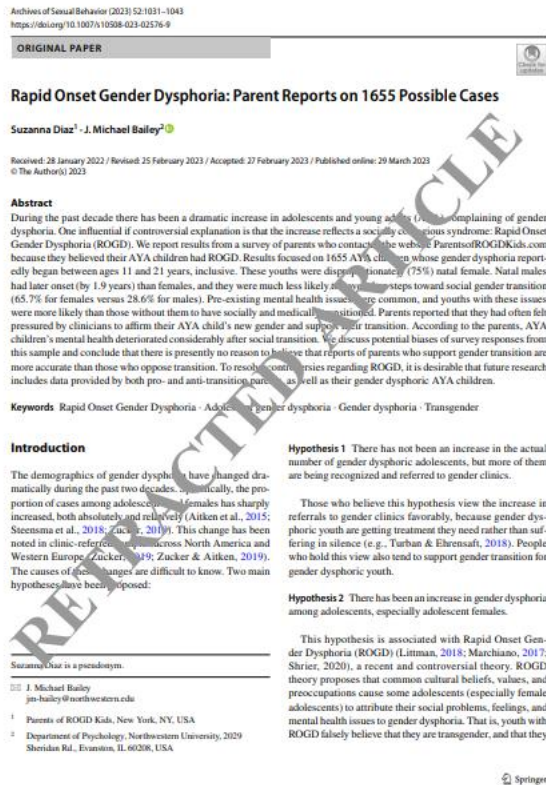 Archives of Sexual Behavior (2023) 52:1031–1043
https://doi.org/10.1007/s10508-023-02576-9
ORIGINAL PAPER
Check for
updates
Rapid Onset Gender Dysphoria: Parent Reports on 1655 Possible Cases
Suzanna Diaz¹ · J. Michael Bailey²
Received: 28 January 2022 / Revised: 25 February 2023 / Accepted: 27 February 2023 / Published online: 29 March 2023
© The Author(s) 2023
RETRACTED ARTICLE
Abstract
During the past decade there has been a dramatic increase in adolescents and young adults complaining of gender
dysphoria. One influential if controversial explanation is that the increase reflects a socially contagious syndrome: Rapid Onset
Gender Dysphoria (ROGD). We report results from a survey of parents who contacted the website ParentsofROGDKids.com
because they believed their AYA children had ROGD. Results focused on 1655 AYA children whose gender dysphoria report-
edly began between ages 11 and 21 years, inclusive. These youths were disproportionately (75%) natal female. Natal males
had later onset (by 1.9 years) than females, and they were much less likely to steps toward social gender transition
(65.7% for females versus 28.6% for males). Pre-existing mental health issues were common, and youths with these issues
were more likely than those without them to have socially and medically transitioned. Parents reported that they had often felt
pressured by clinicians to affirm their AYA child's new gender and support their transition. According to the parents, AYA
children's mental health deteriorated considerably after social transition. We discuss potential biases of survey responses from
this sample and conclude that there is presently no reason to believe that reports of parents who support gender transition are
more accurate than those who oppose transition. To resolve controversies regarding ROGD, it is desirable that future research
includes data provided by both pro- and anti-transition parents, as well as their gender dysphoric AYA children.
Keywords Rapid Onset Gender Dysphoria · Adolescent gender dysphoria · Gender dysphoria · Transgender
Introduction
The demographics of gender dysphoria have changed dra-
matically during the past two decades. Specifically, the pro-
portion of cases among adolescent females has sharply
increased, both absolutely and relatively (Aitken et al., 2015;
Steensma et al., 2018; Zucker, 2019). This change has been
noted in clinic-referred across North America and
Western Europe (Zucker, 2019; Zucker & Aitken, 2019).
The causes of these changes are difficult to know. Two main
hypotheses have been proposed:
Suzanna Diaz is a pseudonym.
J. Michael Bailey
jm-bailey@northwestern.edu
1 Parents of ROGD Kids, New York, NY, USA
2 Department of Psychology, Northwestern University, 2029
Sheridan Rd., Evanston, IL 60208, USA
Hypothesis 1 There has not been an increase in the actual
number of gender dysphoric adolescents, but more of them
are being recognized and referred to gender clinics.
Those who believe this hypothesis view the increase in
referrals to gender clinics favorably, because gender dys-
phoric youth are getting treatment they need rather than suf-
fering in silence (e.g., Turban & Ehrensaft, 2018). People
who hold this view also tend to support gender transition for
gender dysphoric youth.
Hypothesis 2 There has been an increase in gender dysphoria
among adolescents, especially adolescent females.
This hypothesis is associated with Rapid Onset Gen-
der Dysphoria (ROGD) (Littman, 2018; Marchiano, 2017;
Shrier, 2020), a recent and controversial theory. ROGD
theory proposes that common cultural beliefs, values, and
preoccupations cause some adolescents (especially female
adolescents) to attribute their social problems, feelings, and
mental health issues to gender dysphoria. That is, youth with
ROGD falsely believe that they are transgender, and that they
Springer